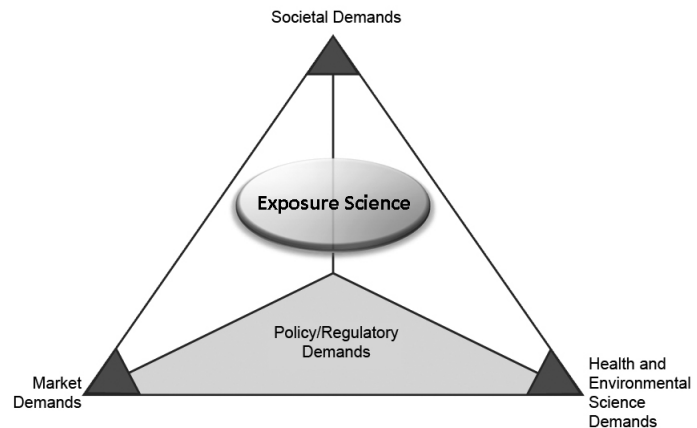 Societal Demands
Exposure Science
Policy/Regulatory
Demands
Market
Demands
Health and
Environmental
Science
Demands